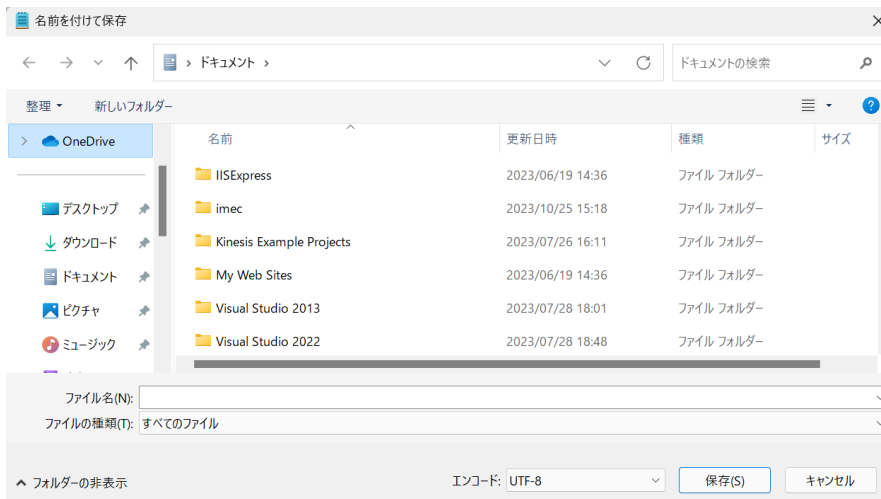 名前を付けて保存
ドキュメント
ドキュメントの検索
整理 新しいフォルダー
名前 更新日時 種類 サイズ
OneDrive
デスクトップ
ダウンロード
ドキュメント
ピクチャ
ミュージック
IISExpress 2023/06/19 14:36 ファイル フォルダー
imec 2023/10/25 15:18 ファイル フォルダー
Kinesis Example Projects 2023/07/26 16:11 ファイル フォルダー
My Web Sites 2023/06/19 14:36 ファイル フォルダー
Visual Studio 2013 2023/07/28 18:01 ファイル フォルダー
Visual Studio 2022 2023/07/28 18:48 ファイル フォルダー
ファイル名(N):
ファイルの種類(T): すべてのファイル
フォルダーの非表示 エンコード: UTF-8 保存(S) キャンセル